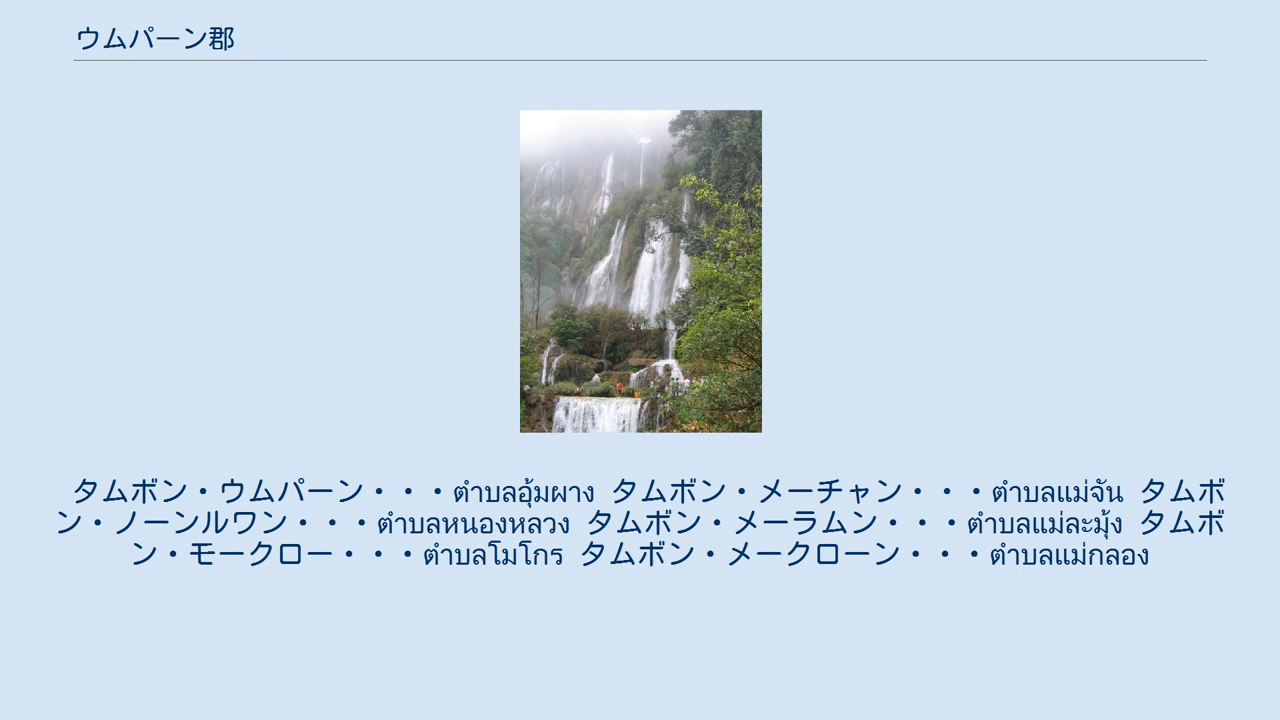 ウムパーン郡
タムボン・ウムパーン・・・ตำบลอุ้มผาง タムボン・メーチャン・・・ตำบลแม่จัน タムボ
ン・ノーンルワン・・・ตำบลหนองหลวง タムボン・メーラムン・・・ตำบลแม่ละมุ้ง タムボ
ン・モークロー・・・ตำบลโมโกร タムボン・メークローン・・・ตำบลแม่กลอง